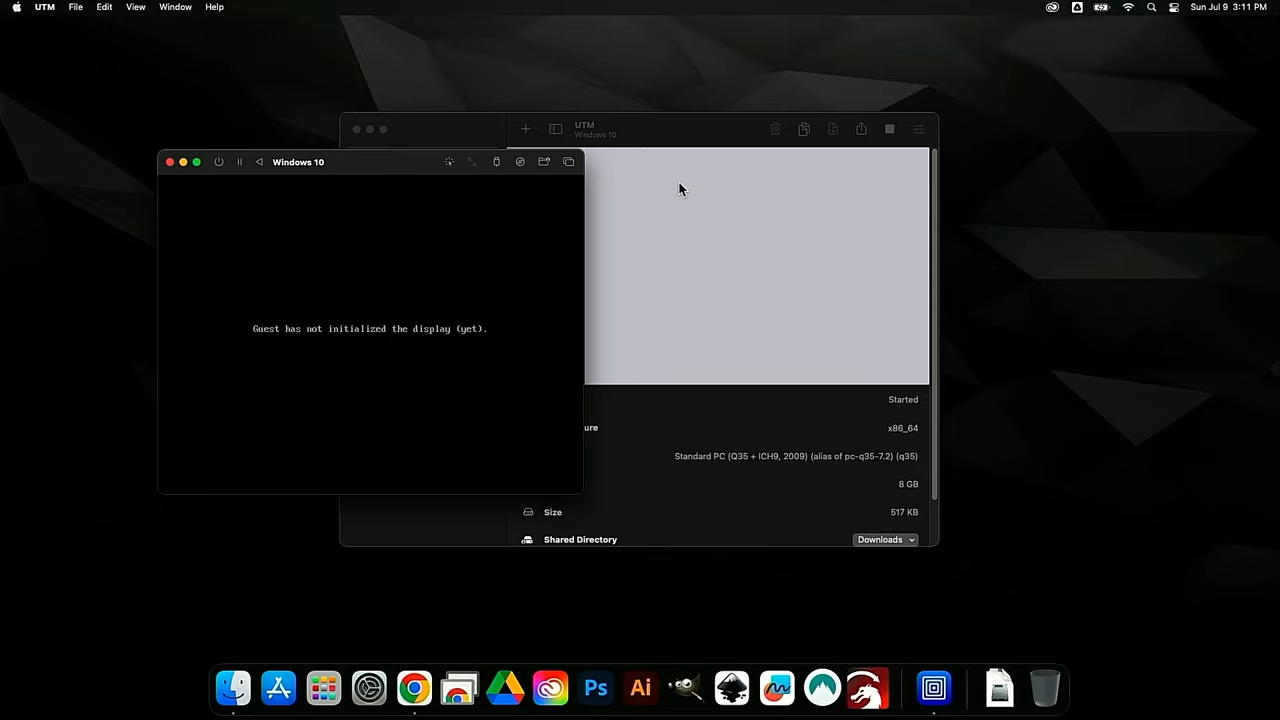 UTM File Edit View Window Help
Sun Jul 9 3:11 PM
UTM
Windows 10
Windows 10
Guest has not initialized the display (yet).
Started
ure
x86_64
Standard PC (Q35 + ICH9, 2009) (alias of pc-q35-7.2) (q35)
8 GB
Size
517 KB
Shared Directory
Downloads
Ps
Ai